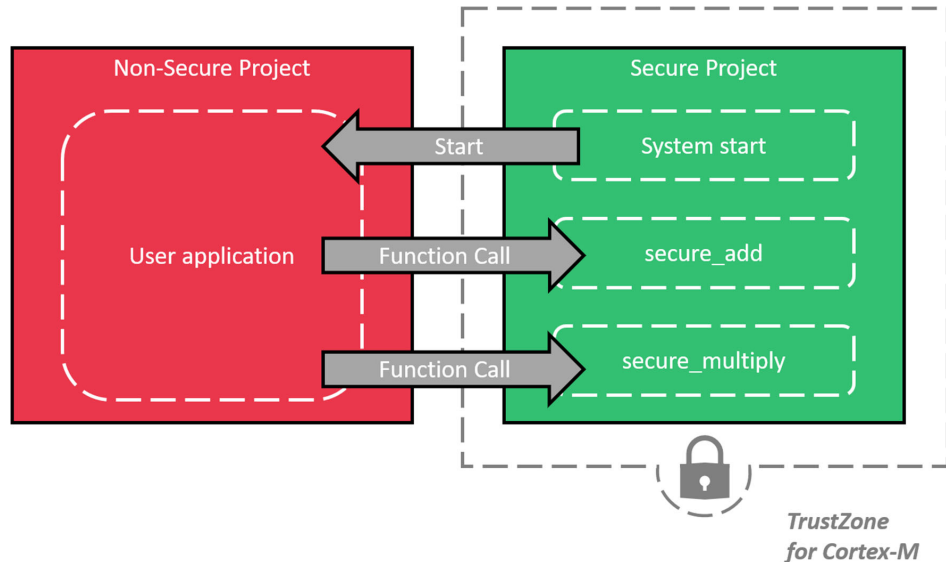 Non-Secure Project
Secure Project
Start
System start
User application
Function Call
secure_add
Function Call
secure_multiply
TrustZone
for Cortex-M